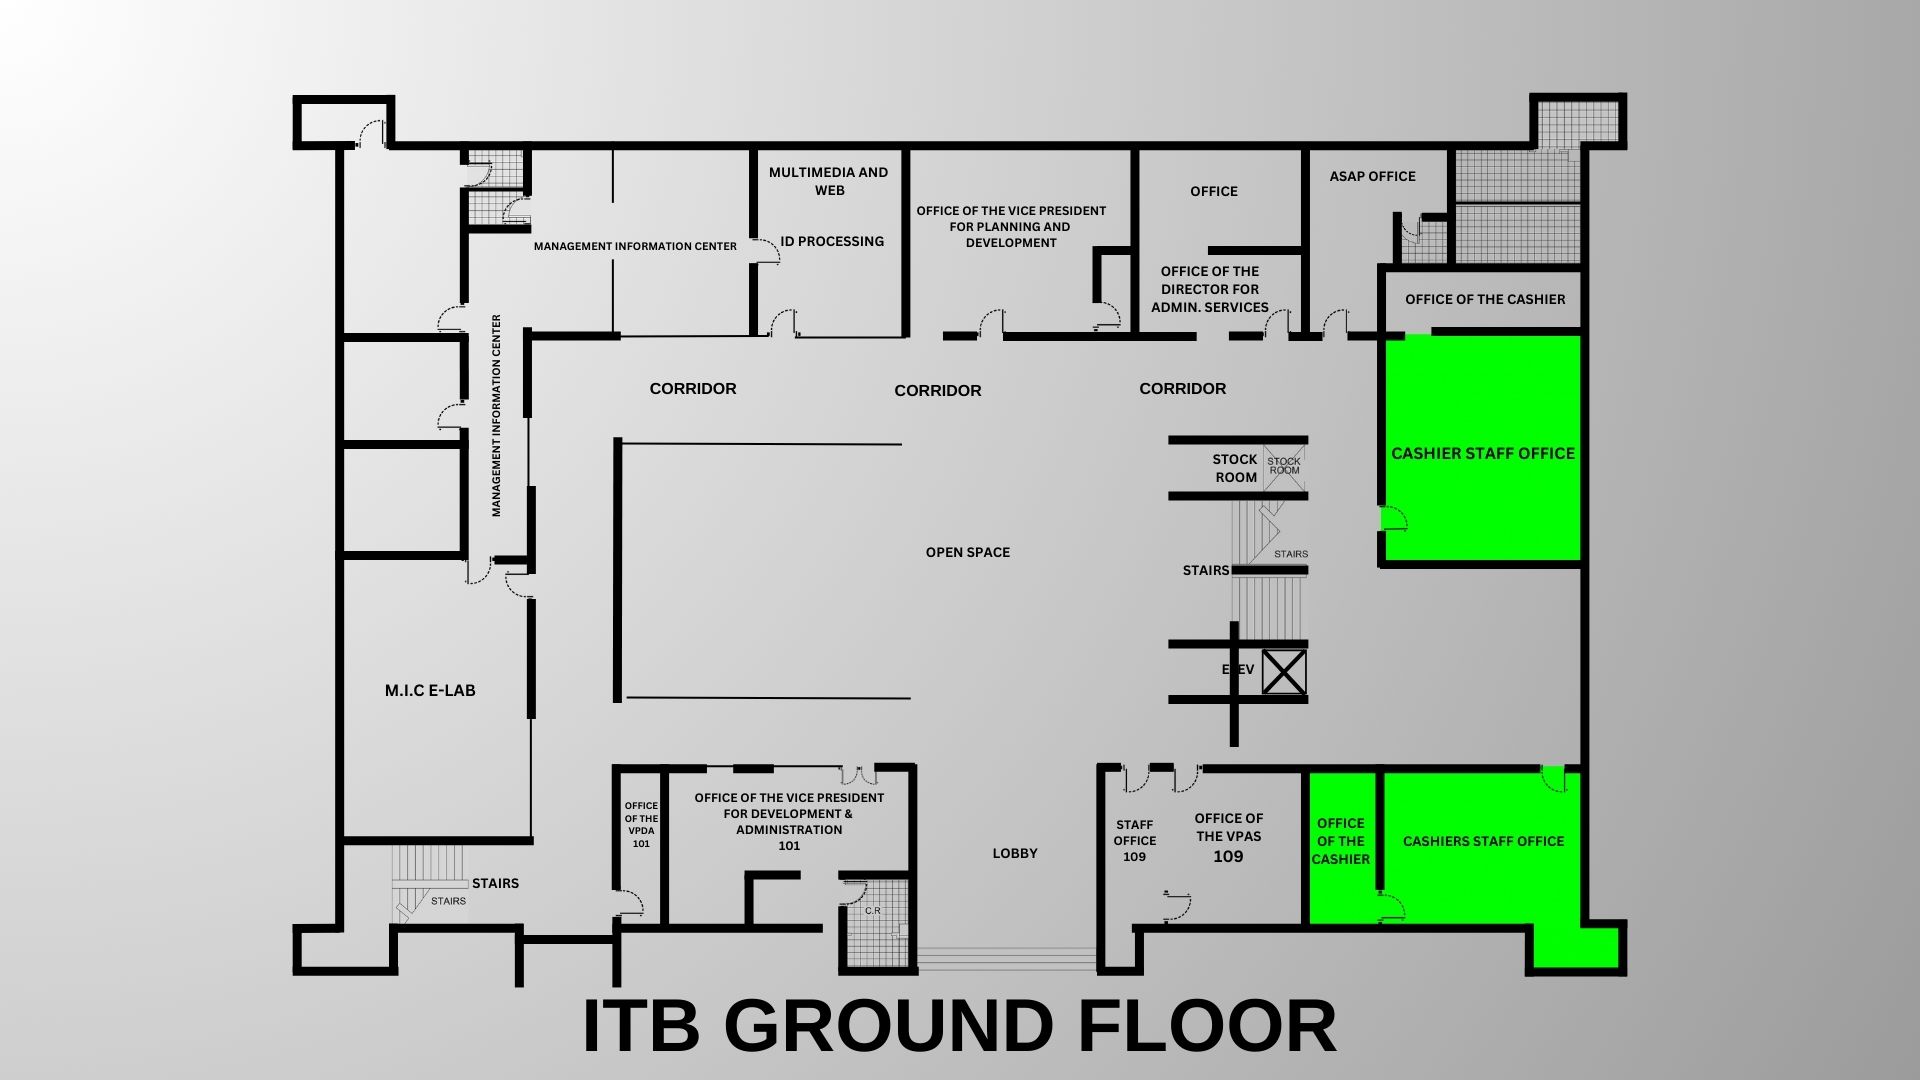 MULTIMEDIA AND
WEB
ID PROCESSING
MANAGEMENT INFORMATION CENTER
OFFICE OF THE VICE PRESIDENT
FOR PLANNING AND
DEVELOPMENT
OFFICE
OFFICE OF THE
DIRECTOR FOR
ADMIN. SERVICES
ASAP OFFICE
OFFICE OF THE CASHIER
MANAGEMENT INFORMATION CENTER
CORRIDOR
CORRIDOR
CORRIDOR
CASHIER STAFF OFFICE
STOCK
ROOM
STOCK
ROOM
OPEN SPACE
STAIRS
STAIRS
ELEV
M.I.C E-LAB
OFFICE
OF THE
VPDA
101
OFFICE OF THE VICE PRESIDENT
FOR DEVELOPMENT &
ADMINISTRATION
101
LOBBY
STAFF
OFFICE
109
OFFICE OF
THE VPAS
109
OFFICE
OF THE
CASHIER
CASHIERS STAFF OFFICE
STAIRS
STAIRS
C.R
ITB GROUND FLOOR